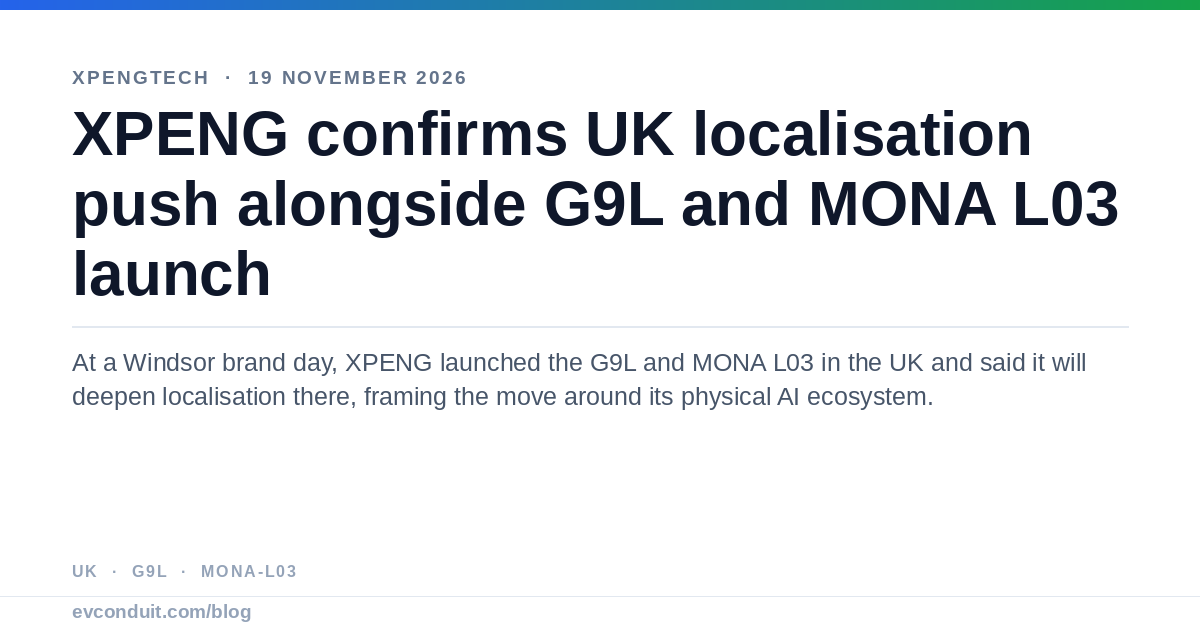 XPENGTECH · 19 NOVEMBER 2026
XPENG confirms UK localisation
push alongside G9L and MONA L03
launch
At a Windsor brand day, XPENG launched the G9L and MONA L03 in the UK and said it will
deepen localisation there, framing the move around its physical AI ecosystem.
UK · G9L · MONA-L03
evconduit.com/blog